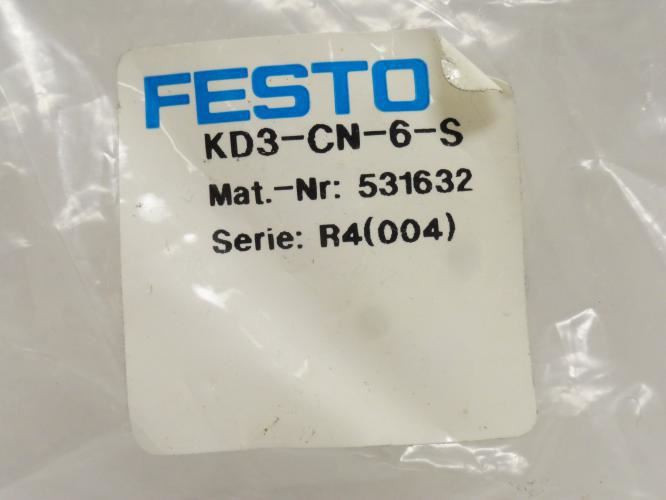 FESTO
KD3-CN-6-S
Mat.-Nr: 531632
Serie: R4(004)